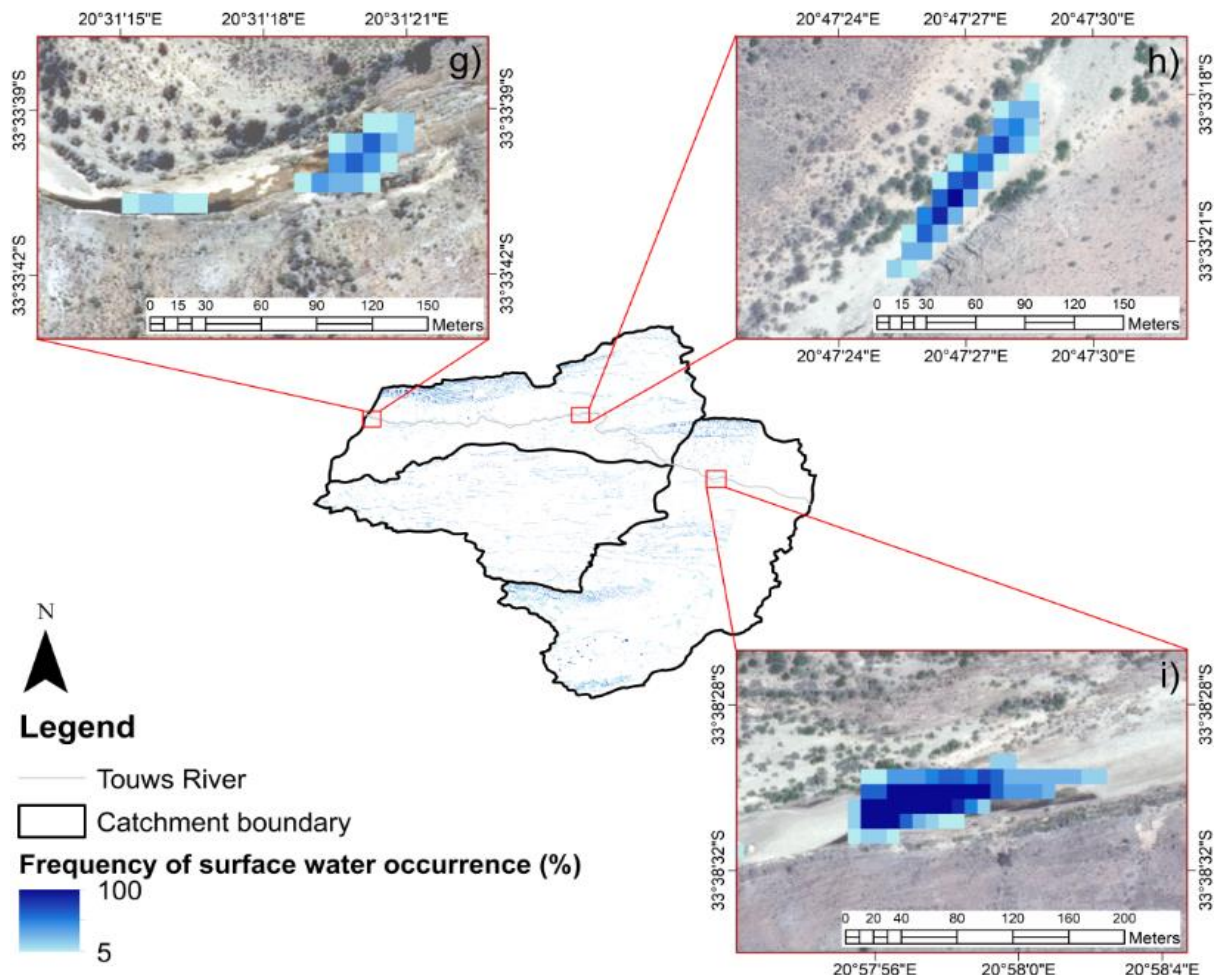 20°31'15"E 20°31'18"E 20°31'21"E
20°47'24"E 20°47'27"E 20°47'30"E
g)
h)
33°33'39"S
33°33'39"S
33°33'18"S
33°33'42"S
33°33'42"S
33°33'21"S
0 15 30 60 90 120 150
Meters
0 15 30 60 90 120 150
Meters
20°47'24"E 20°47'27"E 20°47'30"E
N
i)
33°38'28"S
33°38'28"S
33°38'32"S
33°38'32"S
0 20 40 80 120 160 200
Meters
20°57'56"E 20°58'0"E 20°58'4"E
Legend
Touws River
Catchment boundary
Frequency of surface water occurrence (%)
100
5